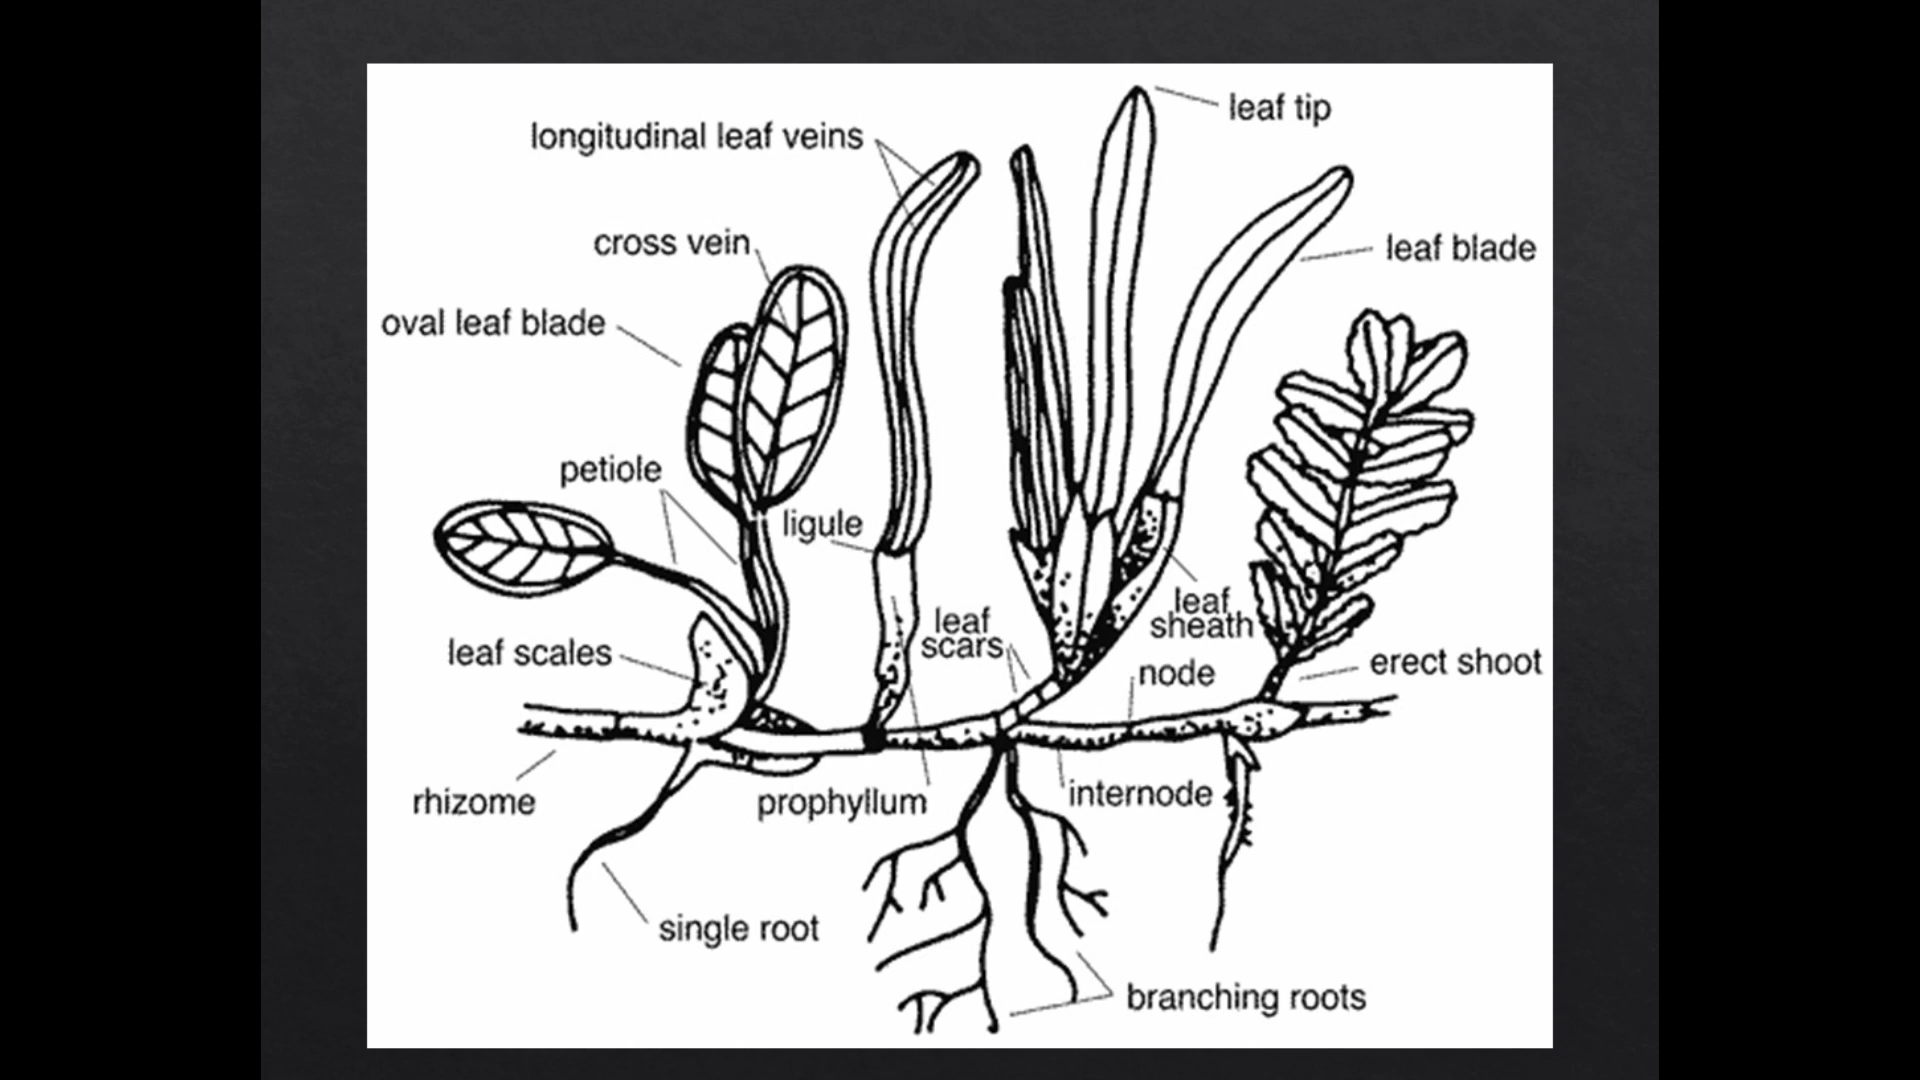 leaf tip
longitudinal leaf veins
cross vein
leaf blade
oval leaf blade
petiole
ligule
leaf
sheath
leaf
scars
leaf scales
node
erect shoot
rhizome
prophyllum
internode
single root
branching roots